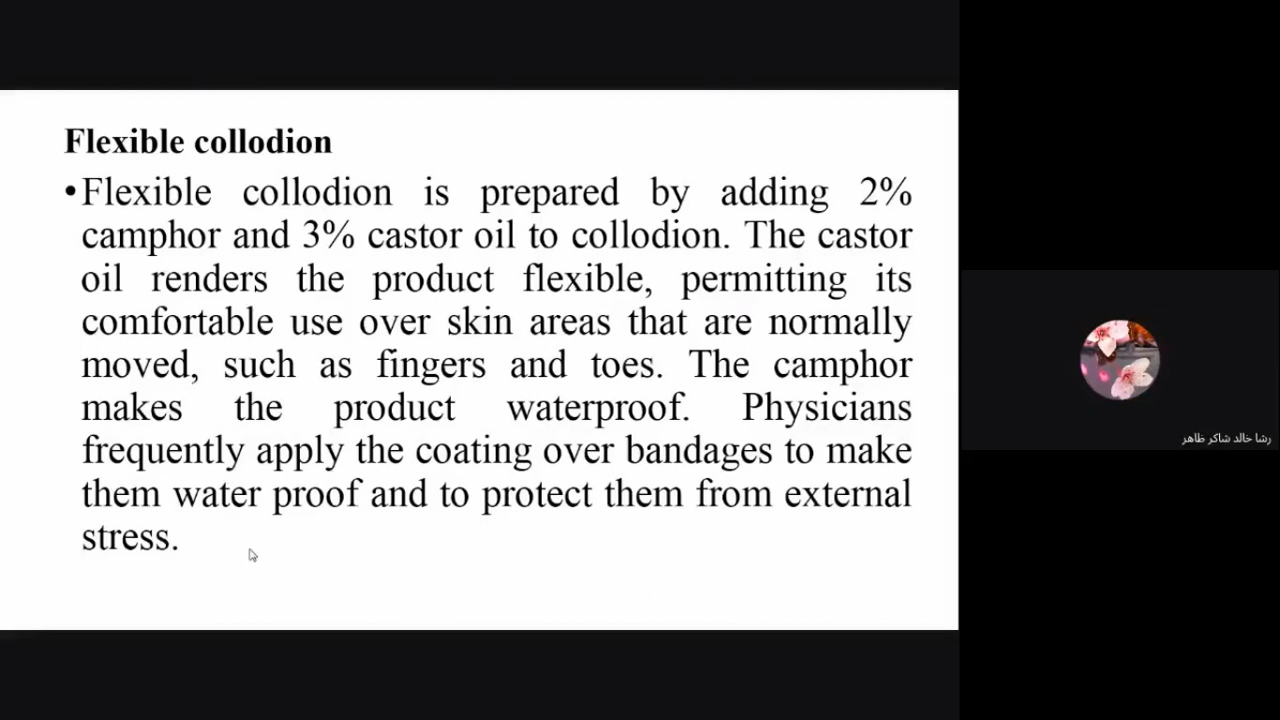 Flexible collodion
•Flexible collodion is prepared by adding 2%
camphor and 3% castor oil to collodion. The castor
oil renders the product flexible, permitting its
comfortable use over skin areas that are normally
moved, such as fingers and toes. The camphor
makes the product waterproof. Physicians
frequently apply the coating over bandages to make
them water proof and to protect them from external
stress.
رشا خالد شاكر ظاهر